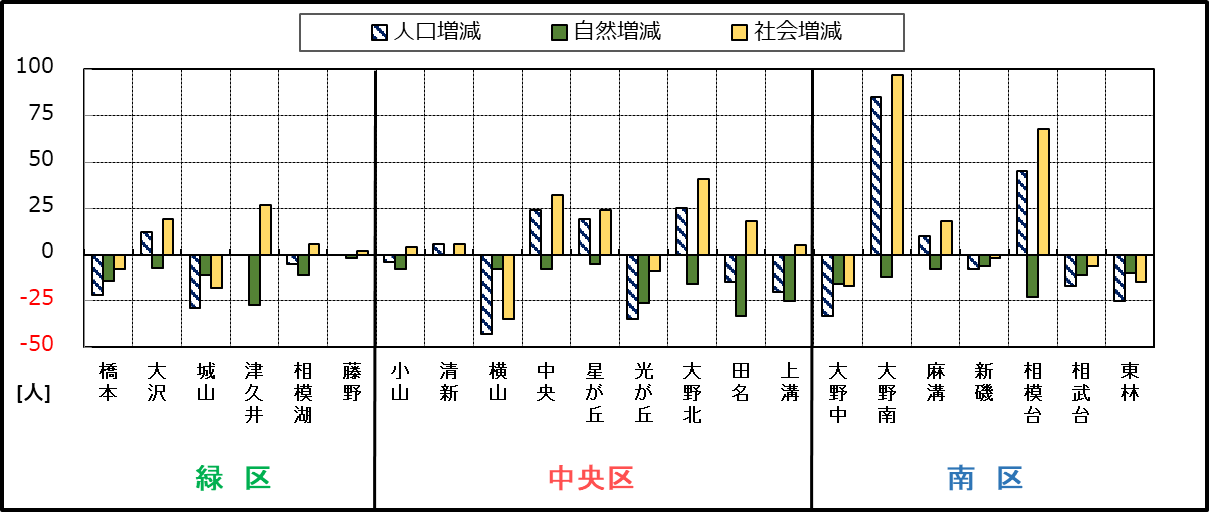 人口増減 自然増減 社会増減
100
75
50
25
0
-25
-50
[人]
橋本 大沢 城山 津久井 相模湖 藤野 小山 清新 横山 中央 星が丘 光が丘 大野北 田名 上溝 大野中 大野南 麻溝 新磯 相模台 相武台 東林
緑 区 中央区 南 区